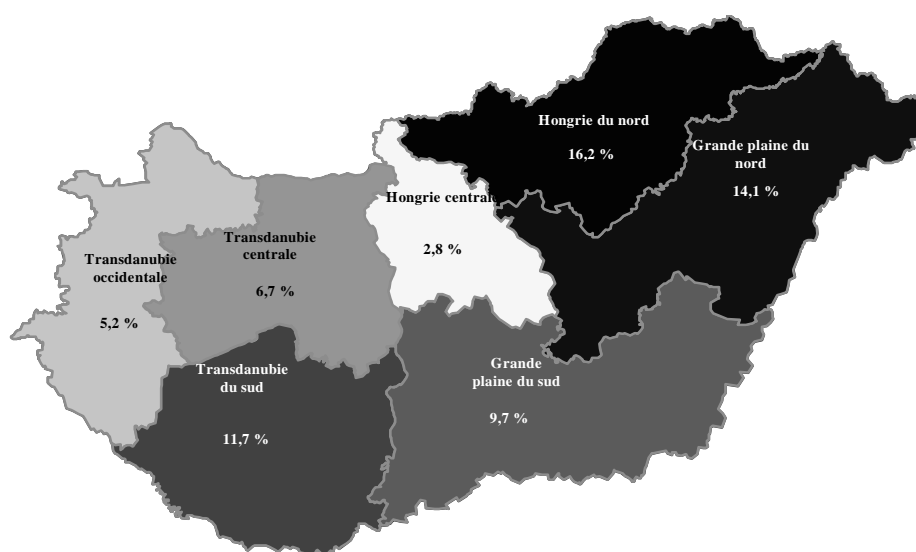 Hongrie du nord
16,2 %
Grande plaine du
nord
14,1 %
Hongrie centrale
2,8 %
Transdanubie
centrale
6,7 %
Transdanubie
occidentale
5,2 %
Transdanubie
du sud
11,7 %
Grande
plaine du sud
9,7 %